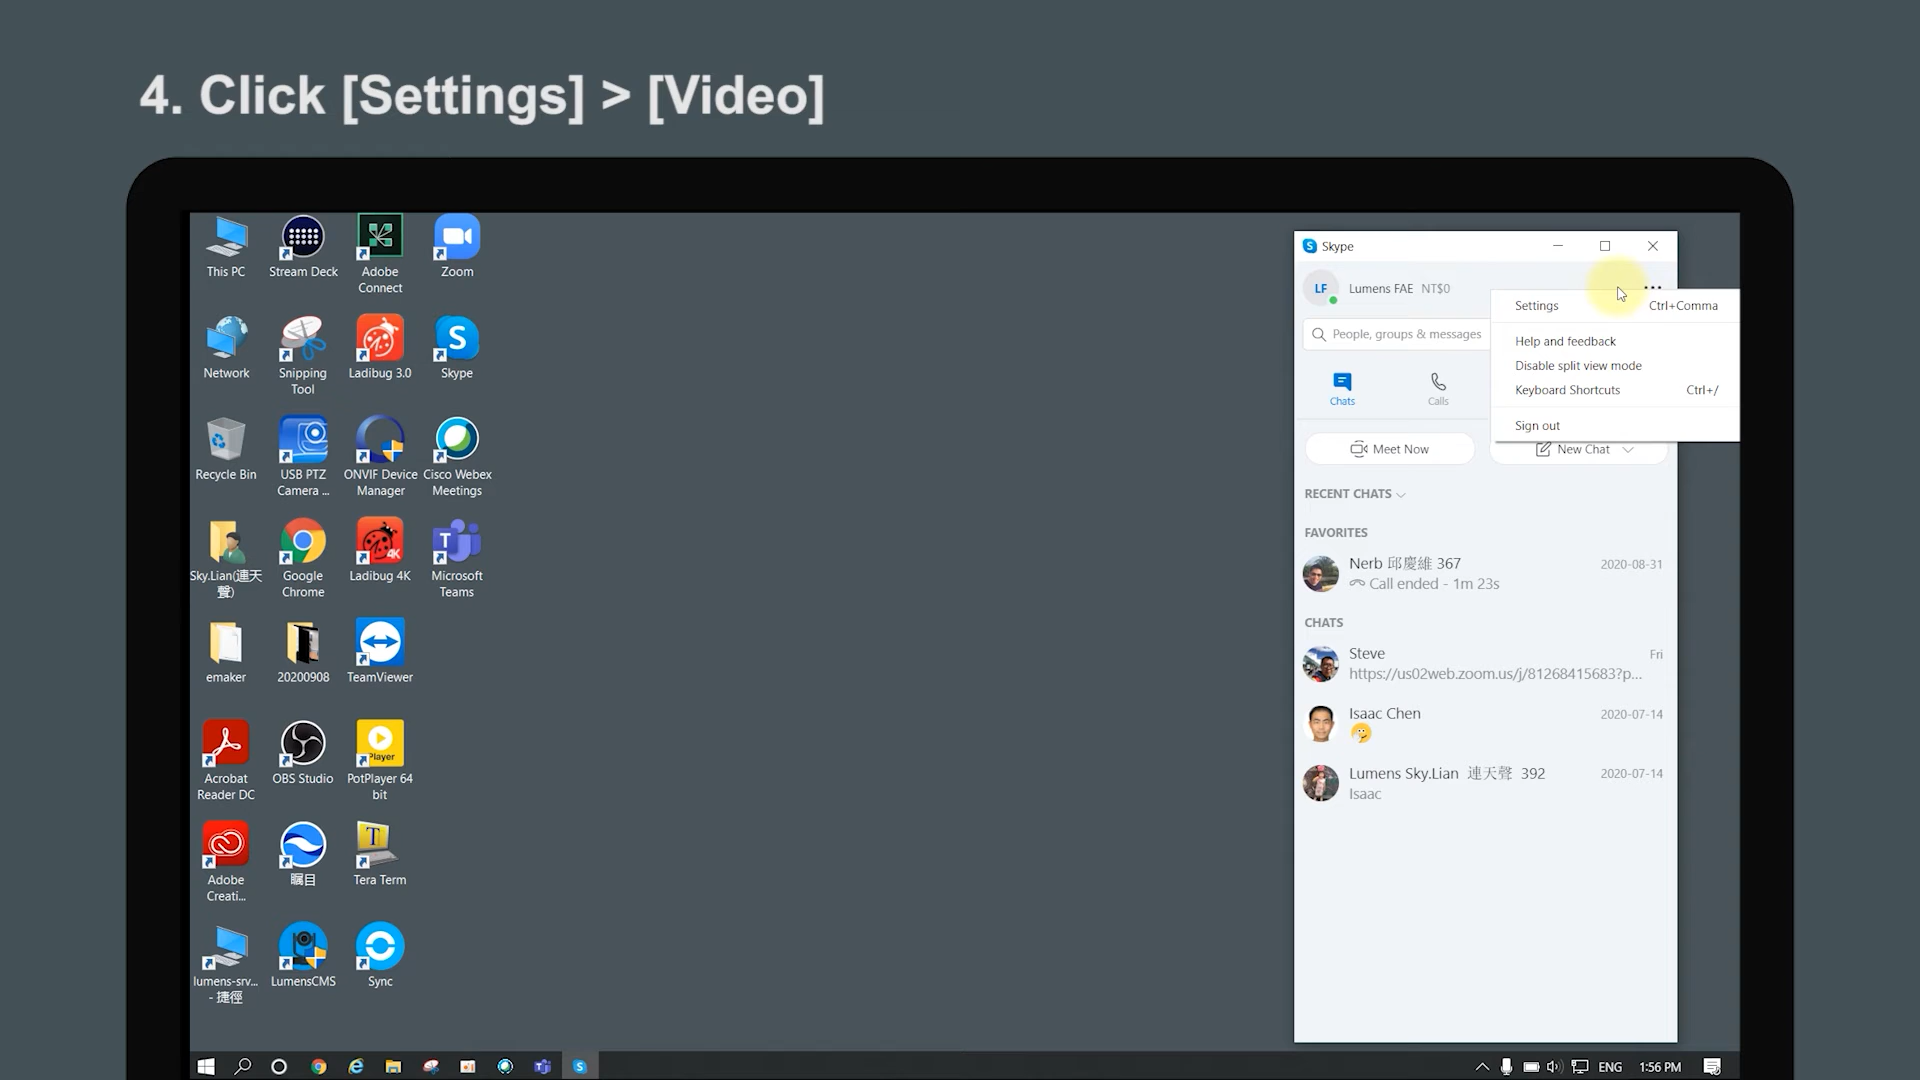 4. Click [Settings] > [Video]
This PC
Stream Deck
Adobe
Connect
Zoom
Network
Snipping
Tool
Ladibug 3.0
Skype
Recycle Bin
USB PTZ
Camera ...
ONVIF Device
Manager
Cisco Webex
Meetings
Sky.Lian(連天
聲)
Google
Chrome
Ladibug 4K
4K
Microsoft
Teams
emaker
20200908
TeamViewer
Acrobat
Reader DC
OBS Studio
Player
PotPlayer 64
bit
Adobe
Creati...
瞩目
Tera Term
lumens-srv...
- 捷徑
LumensCMS
Sync
Skype
LF
Lumens FAE NT$0
People, groups & messages
Chats
Calls
Settings Ctrl+Comma
Help and feedback
Disable split view mode
Keyboard Shortcuts Ctrl+/
Sign out
Meet Now
New Chat
RECENT CHATS
FAVORITES
Nerb 邱慶維 367 2020-08-31
Call ended - 1m 23s
CHATS
Steve Fri
https://us02web.zoom.us/j/81268415683?p...
Isaac Chen 2020-07-14
Lumens Sky.Lian 連天聲 392 2020-07-14
Isaac
ENG
1:56 PM